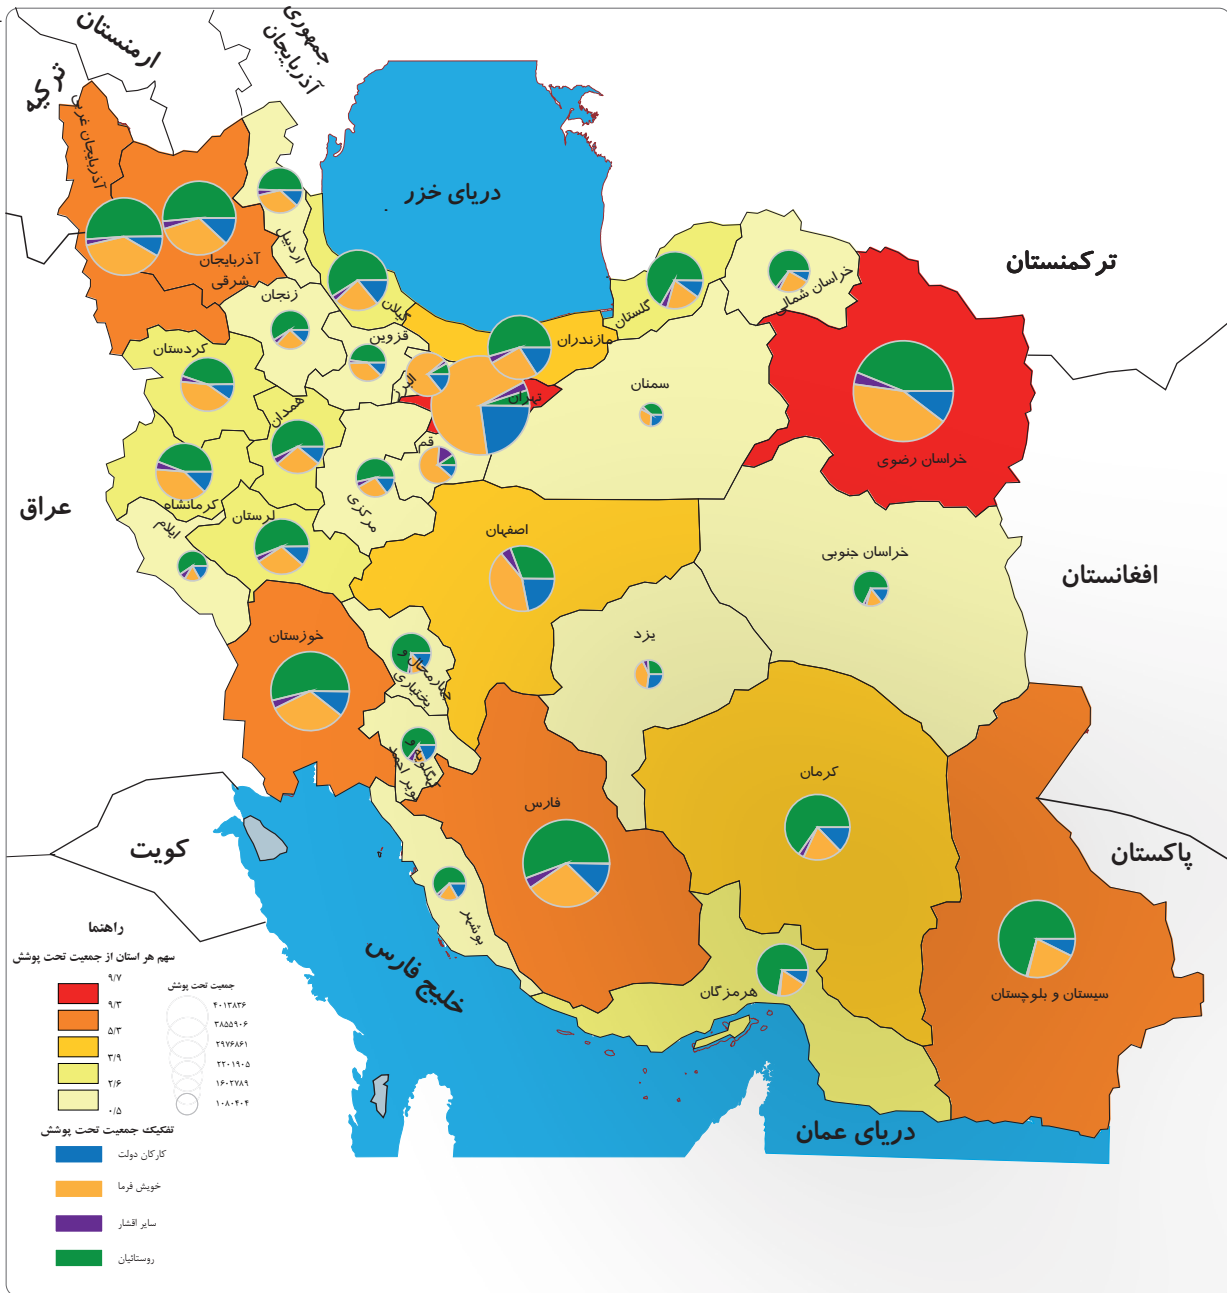 ارمنستان
جمهوری
آذربایجان
ترکیه
آذربایجان غربی
دریای خزر
آذربایجان
شرقی
اردبیل
ترکمنستان
خراسان شمالی
گلستان
گیلان
زنجان
مازندران
قزوین
کردستان
البرز
تهران
سمنان
همدان
قم
خراسان رضوی
کرمانشاه
مرکزی
عراق
لرستان
ایلام
اصفهان
خراسان جنوبی
افغانستان
خوزستان
یزد
چهارمحال و
بختیاری
کهگیلویه و
بویر احمد
کرمان
فارس
کویت
پاکستان
بوشهر
خلیج فارس
هرمزگان
سیستان و بلوچستان
دریای عمان
راهنما
سهم هر استان از جمعیت تحت پوشش
۹/۷
۹/۳
۵/۳
۳/۹
۲/۶
۰/۵
جمعیت تحت پوشش
۴۰۱۳۸۳۶
۳۸۵۵۹۰۶
۲۹۷۶۸۶۱
۲۲۰۱۹۰۵
۱۶۰۲۷۸۹
۱۰۸۰۴۰۴
تفکیک جمعیت تحت پوشش
کارکان دولت
خویش فرما
سایر اقشار
روستائیان